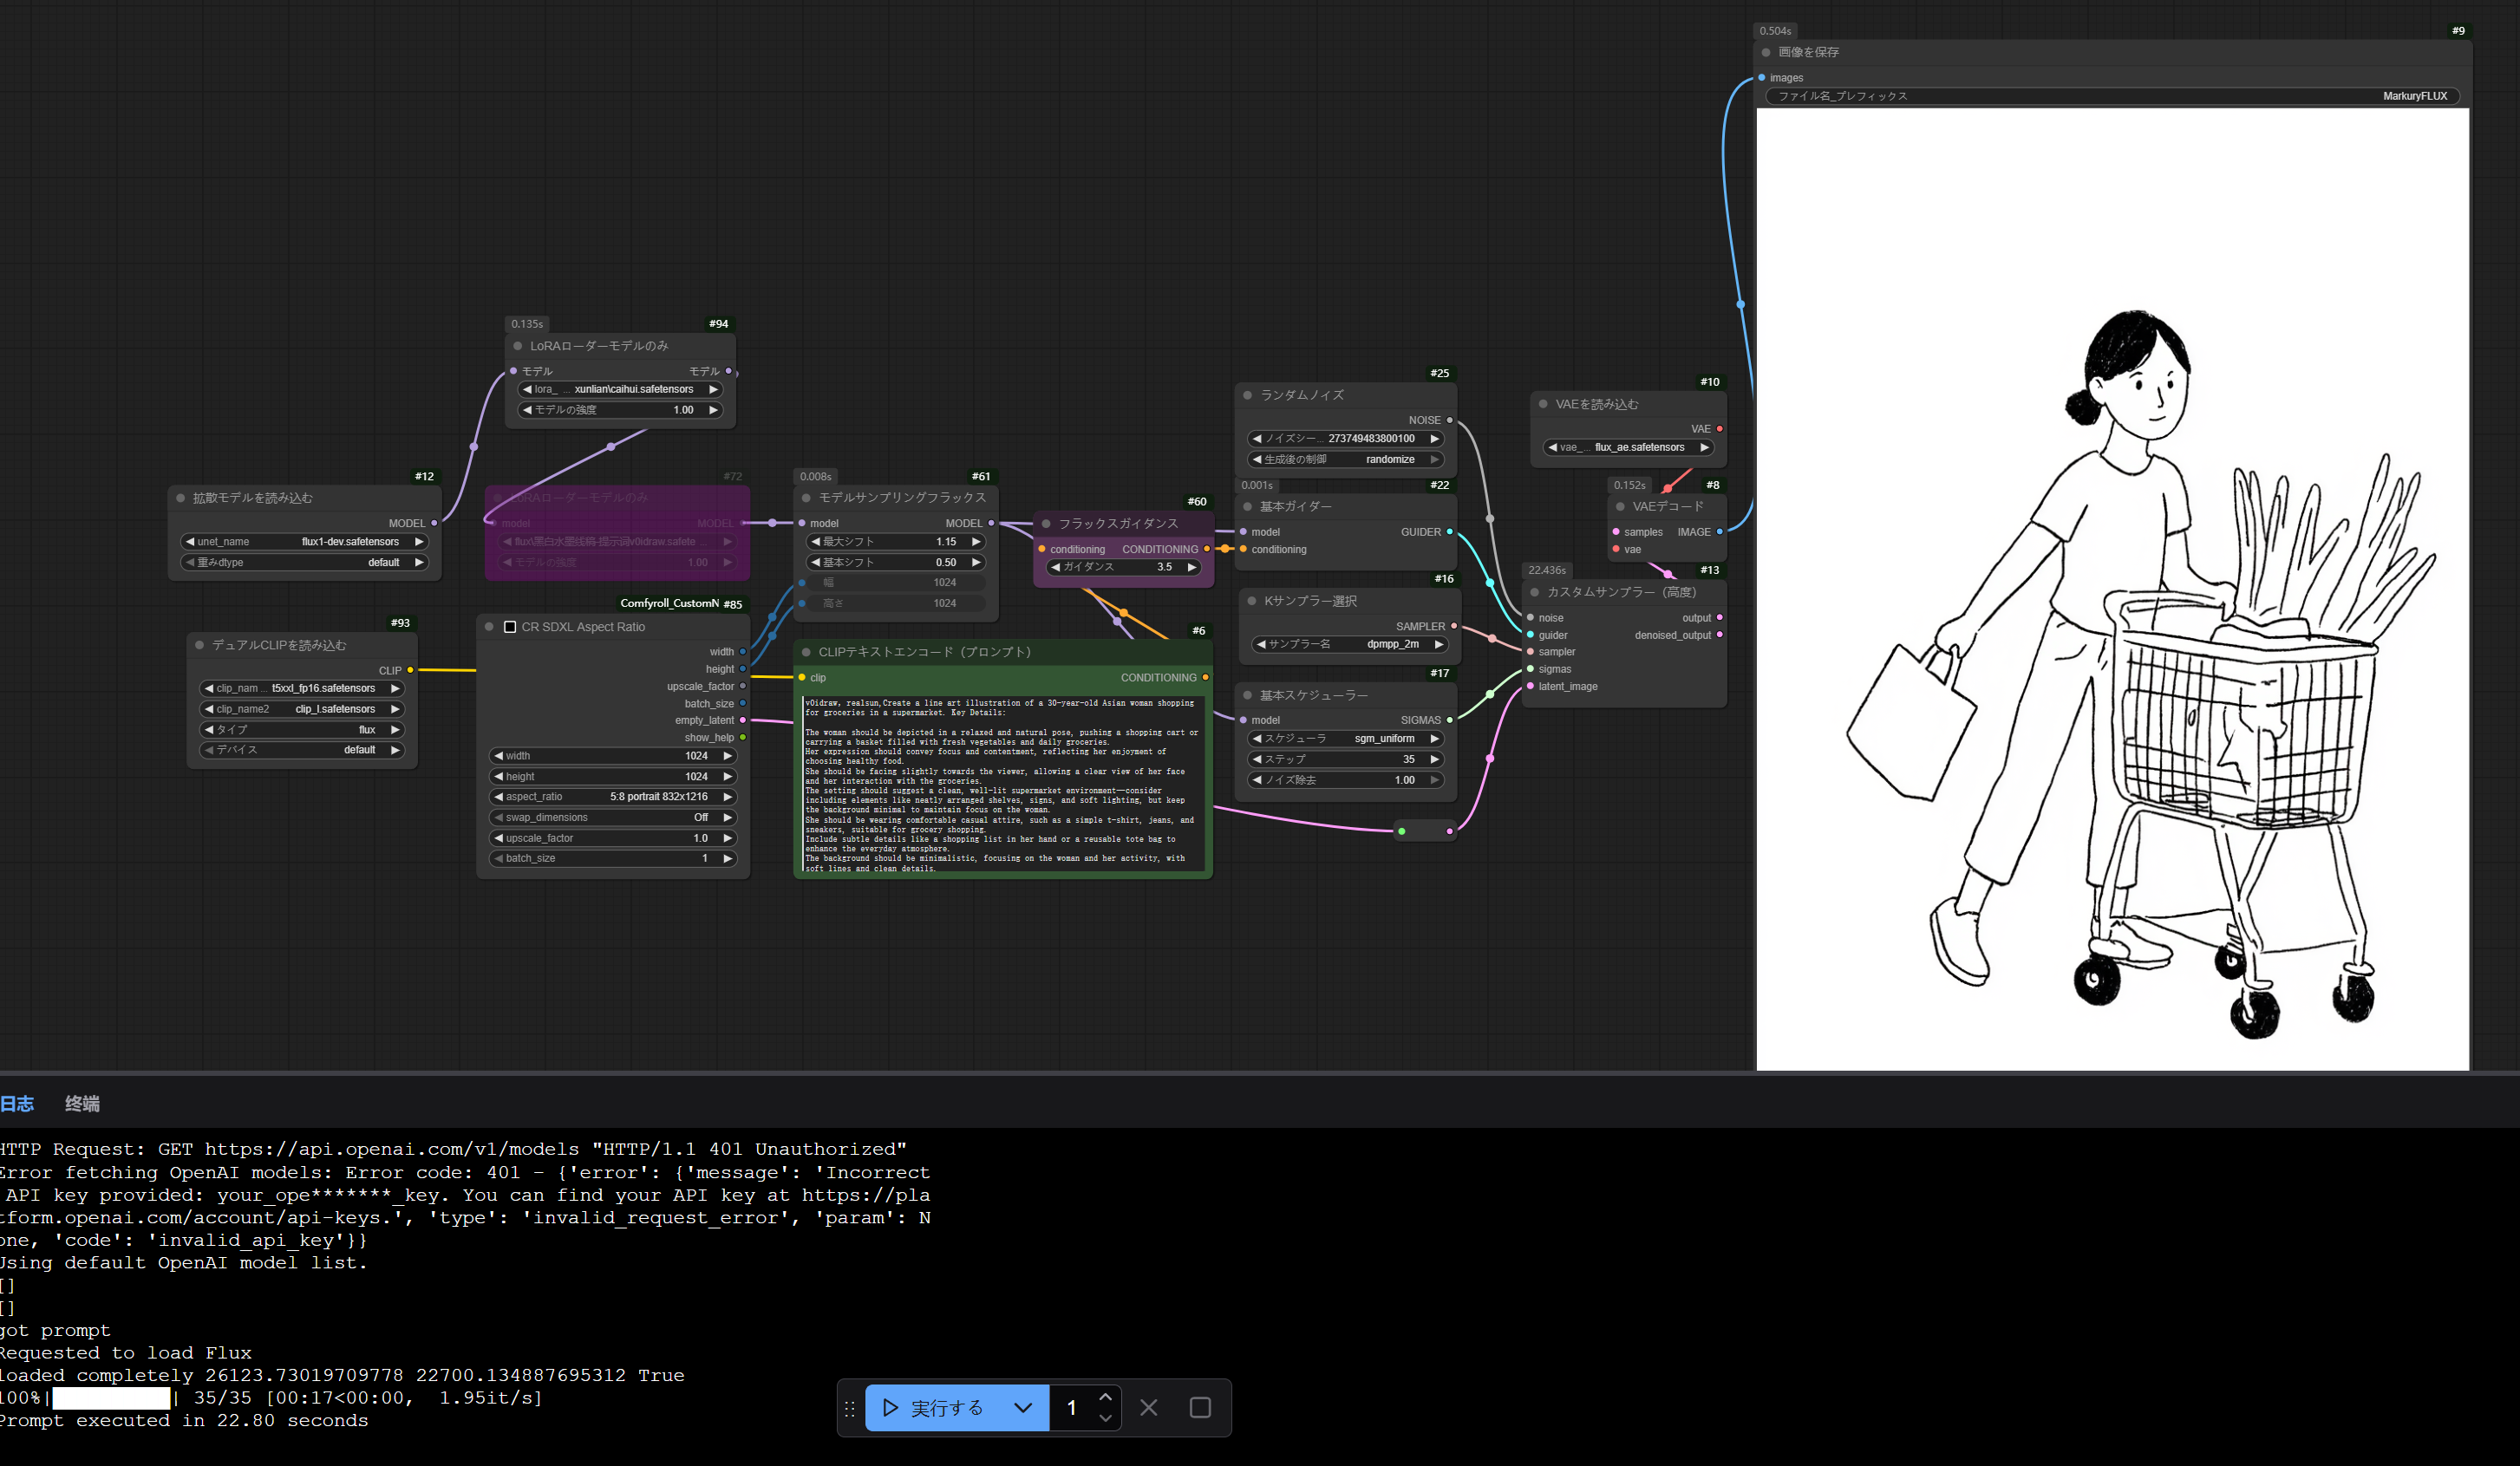 0.504s
#9
画像を保存
images
ファイル名_プレフィックス MarkuryFLUX
0.135s #94
LoRAローダーモデルのみ
モデル モデル
lora_ ... xunlian\caihui.safetensors
モデルの強度 1.00
#12
拡散モデルを読み込む
MODEL
unet_name flux1-dev.safetensors
重みdtype default
#72
LoRAローダーモデルのみ
model MODEL
モデルの強度 1.00
0.008s #61
モデルサンプリングフラックス
model MODEL
最大シフト 1.15
基本シフト 0.50
幅 1024
高さ 1024
#60
フラックスガイダンス
conditioning CONDITIONING
ガイダンス 3.5
#93
デュアルCLIPを読み込む
CLIP
clip_nam ... t5xxl_fp16.safetensors
clip_name2 clip_l.safetensors
タイプ flux
デバイス default
Comfyroll_CustomN #85
CR SDXL Aspect Ratio
width
height
upscale_factor
batch_size
empty_latent
show_help
width 1024
height 1024
aspect_ratio 5:8 portrait 832x1216
swap_dimensions Off
upscale_factor 1.0
batch_size 1
#6
CLIPテキストエンコード（プロンプト）
clip CONDITIONING
v0idraw, realsun,Create a line art illustration of a 30-year-old Asian woman shopping
for groceries in a supermarket. Key Details:
The woman should be depicted in a relaxed and natural pose, pushing a shopping cart or
carrying a basket filled with fresh vegetables and daily groceries.
Her expression should convey focus and contentment, reflecting her enjoyment of
choosing healthy food.
She should be facing slightly towards the viewer, allowing a clear view of her face
and her interaction with the groceries.
The setting should suggest a clean, well-lit supermarket environment—consider
including elements like neatly arranged shelves, signs, and soft lighting, but keep
the background minimal to maintain focus on the woman.
She should be wearing comfortable casual attire, such as a simple t-shirt, jeans, and
sneakers, suitable for grocery shopping.
Include subtle details like a shopping list in her hand or a reusable tote bag to
enhance the everyday atmosphere.
The background should be minimalistic, focusing on the woman and her activity, with
soft lines and clean details.
#25
ランダムノイズ
NOISE
ノイズシー... 273749483800100
生成後の制御 randomize
0.001s #22
基本ガイダー
model GUIDER
conditioning
#16
Kサンプラー選択
SAMPLER
サンプラー名 dpmpp_2m
#17
基本スケジューラー
model SIGMAS
スケジューラ sgm_uniform
ステップ 35
ノイズ除去 1.00
#10
VAEを読み込む
VAE
vae_... flux_ae.safetensors
0.152s #8
VAEデコード
samples IMAGE
vae
22.436s #13
カスタムサンプラー（高度）
noise output
guider denoised_output
sampler
sigmas
latent_image
日志 终端
HTTP Request: GET https://api.openai.com/v1/models "HTTP/1.1 401 Unauthorized"
Error fetching OpenAI models: Error code: 401 - {'error': {'message': 'Incorrect
API key provided: your_ope*******_key. You can find your API key at https://pla
tform.openai.com/account/api-keys.', 'type': 'invalid_request_error', 'param': N
one, 'code': 'invalid_api_key'}}
Using default OpenAI model list.
[]
[]
got prompt
Requested to load Flux
loaded completely 26123.73019709778 22700.134887695312 True
100%| | 35/35 [00:17<00:00, 1.95it/s]
Prompt executed in 22.80 seconds
実行する 1